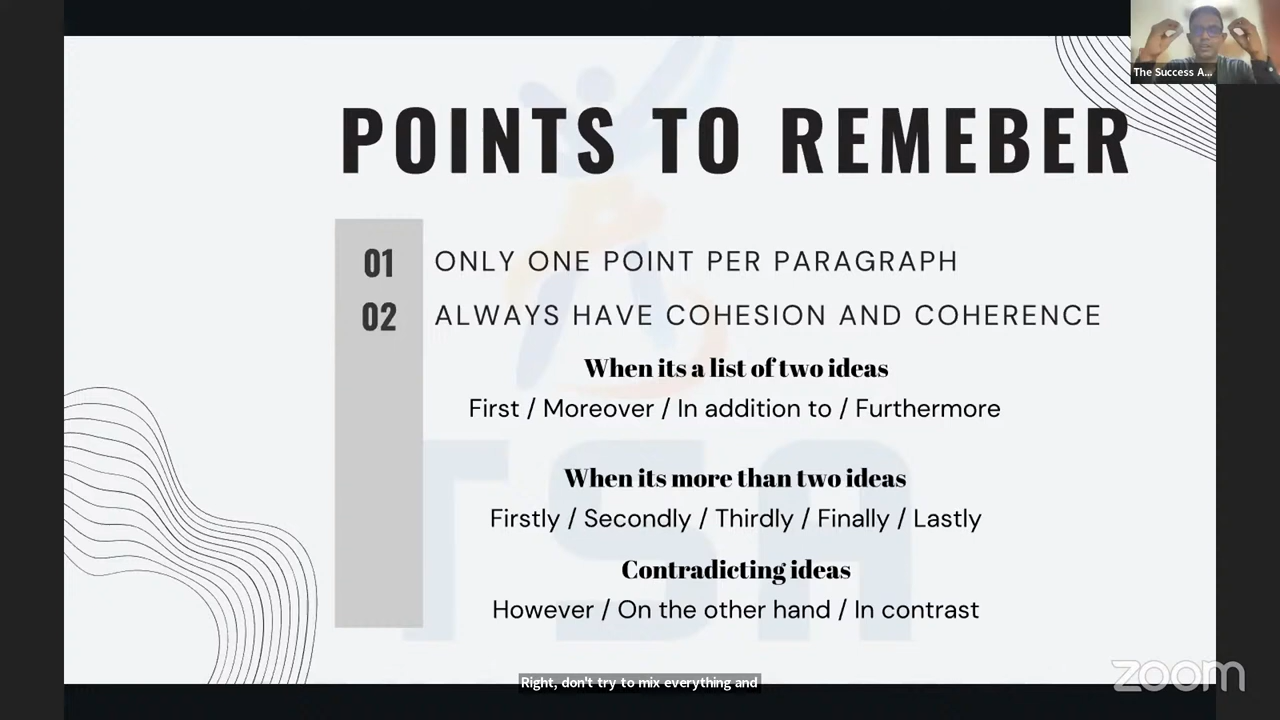 The Success A...
POINTS TO REMEBER
01 ONLY ONE POINT PER PARAGRAPH
02 ALWAYS HAVE COHESION AND COHERENCE
When its a list of two ideas
First / Moreover / In addition to / Furthermore
When its more than two ideas
Firstly / Secondly / Thirdly / Finally / Lastly
Contradicting ideas
However / On the other hand / In contrast
TSA
zoom
Right, don't try to mix everything and